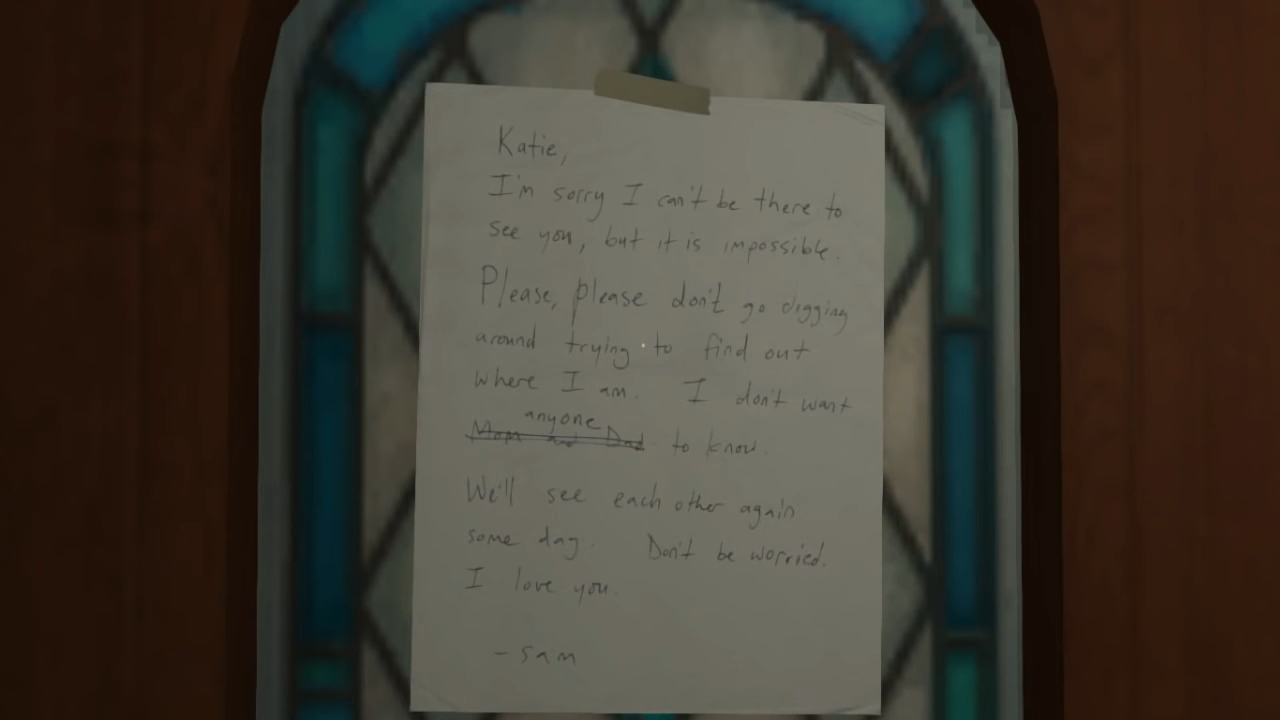 Katie,
I'm sorry I can't be there to
see you, but it is impossible.
Please, please don't go digging
around trying to find out
where I am. I don't want
anyone
Mom and Dad to know.
We'll see each other again
some day. Don't be worried.
I love you.
- Sam